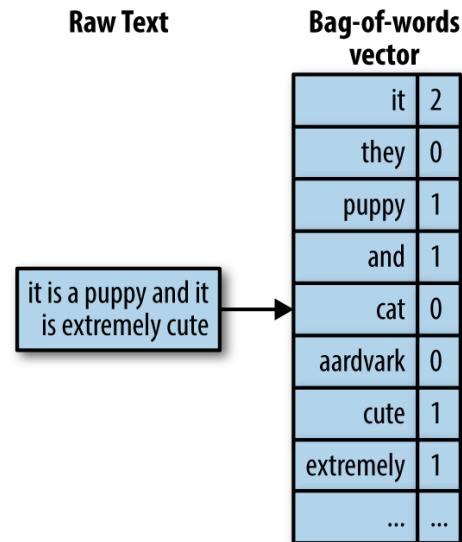 Raw Text
Bag-of-words
vector
it is a puppy and it
is extremely cute
it 2
they 0
puppy 1
and 1
cat 0
aardvark 0
cute 1
extremely 1
... ...